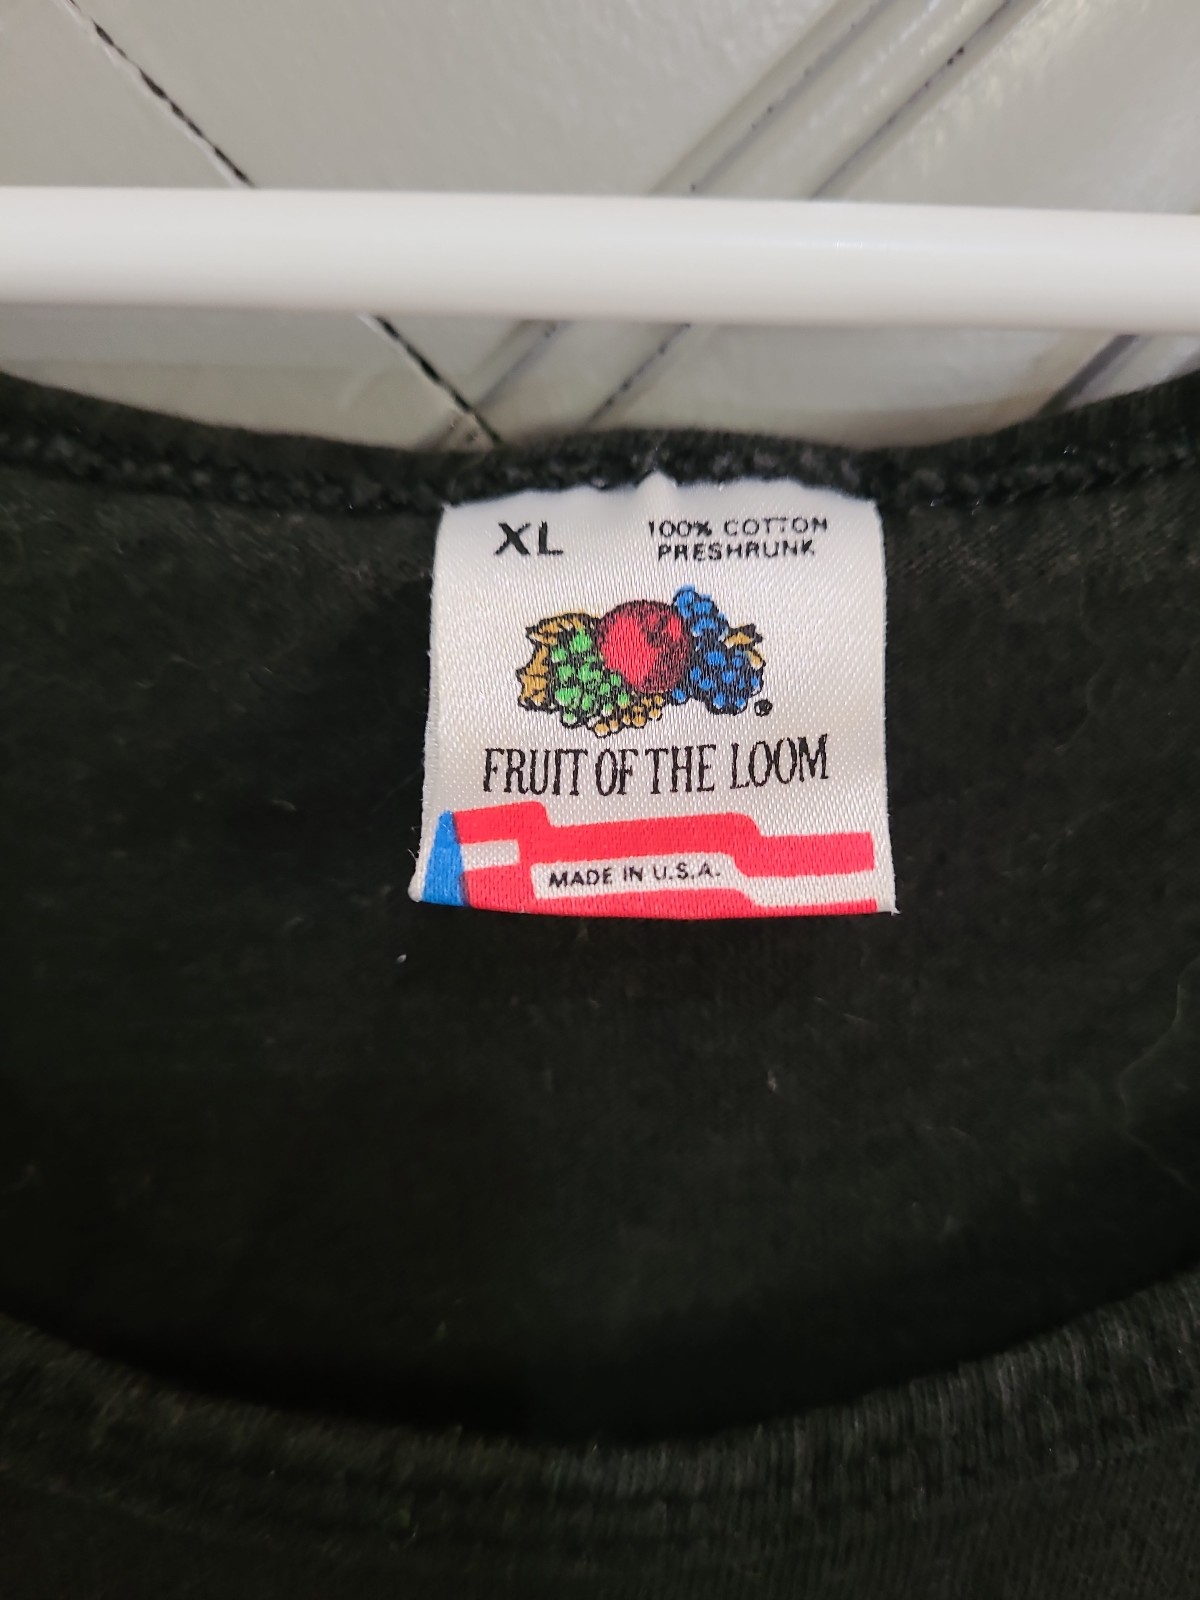 XL
100% COTTON
PRESHRUNK
®
FRUIT OF THE LOOM
MADE IN U.S.A.